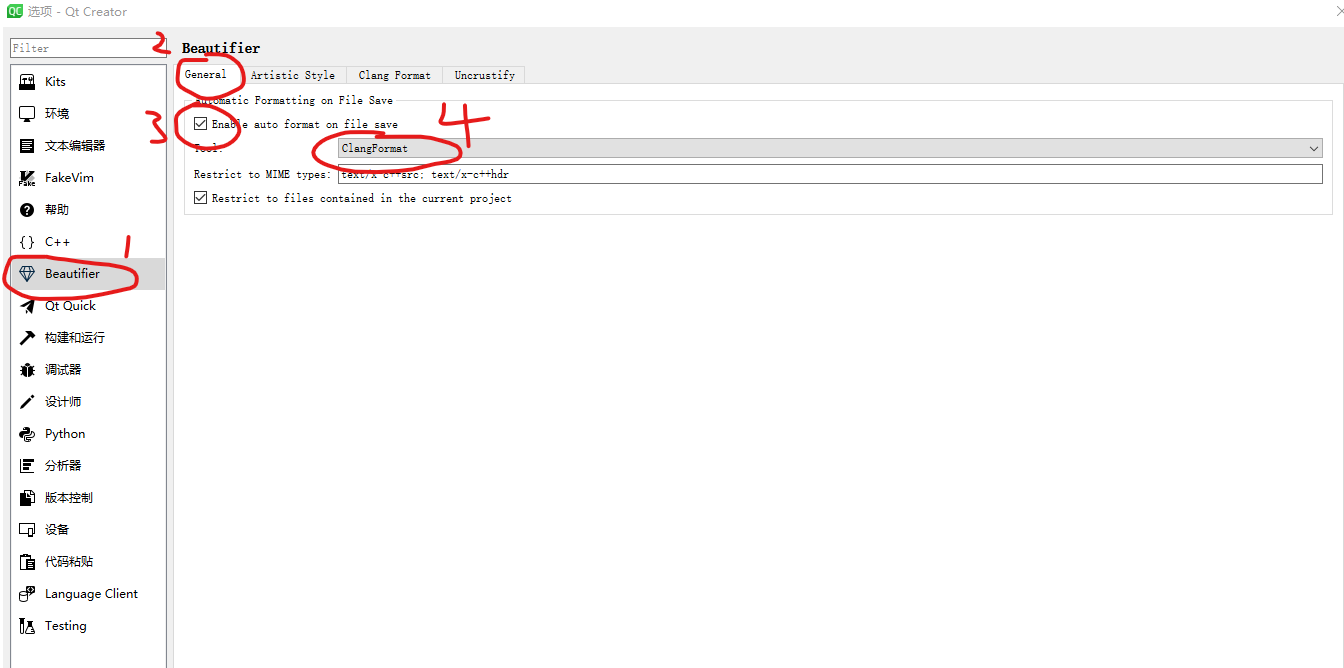 QC 选项 - Qt Creator
Filter
2
Beautifier
General
Artistic Style
Clang Format
Uncrustify
Kits
环境
文本编辑器
FakeVim
帮助
C++
Beautifier
Qt Quick
构建和运行
调试器
设计师
Python
分析器
版本控制
设备
代码粘贴
Language Client
Testing
1
3
Automatic Formatting on File Save
Enable auto format on file save
4
Tool:
ClangFormat
Restrict to MIME types:
text/x-c++src; text/x-c++hdr
Restrict to files contained in the current project